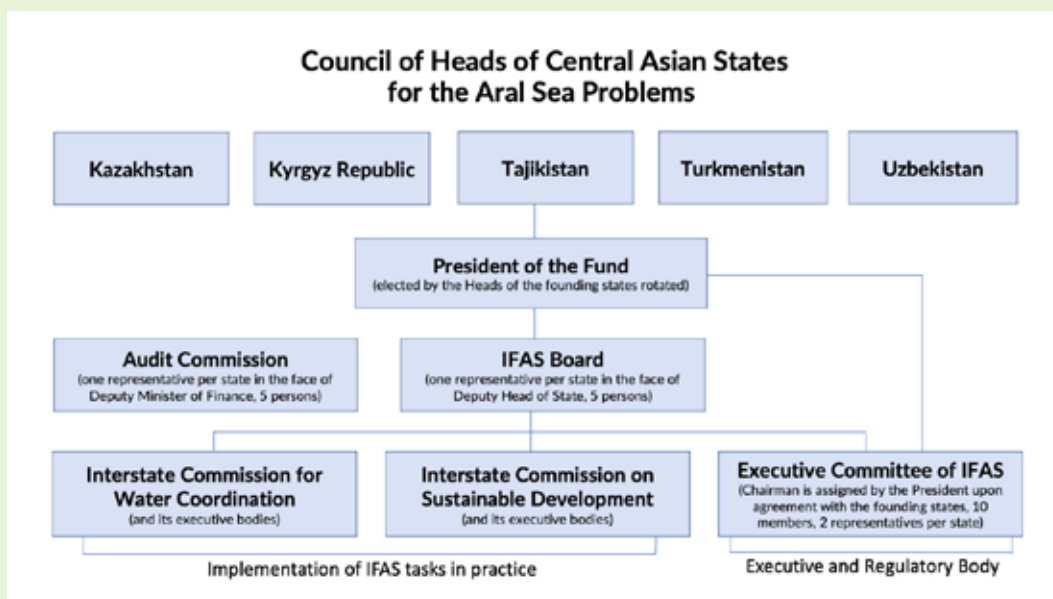 Council of Heads of Central Asian States
for the Aral Sea Problems
Kazakhstan
Kyrgyz Republic
Tajikistan
Turkmenistan
Uzbekistan
President of the Fund
(elected by the Heads of the founding states rotated)
Audit Commission
(one representative per state in the face of
Deputy Minister of Finance, 5 persons)
IFAS Board
(one representative per state in the face of
Deputy Head of State, 5 persons)
Interstate Commission for
Water Coordination
(and its executive bodies)
Interstate Commission on
Sustainable Development
(and its executive bodies)
Executive Committee of IFAS
(Chairman is assigned by the President upon
agreement with the founding states, 10
members, 2 representatives per state)
Implementation of IFAS tasks in practice
Executive and Regulatory Body